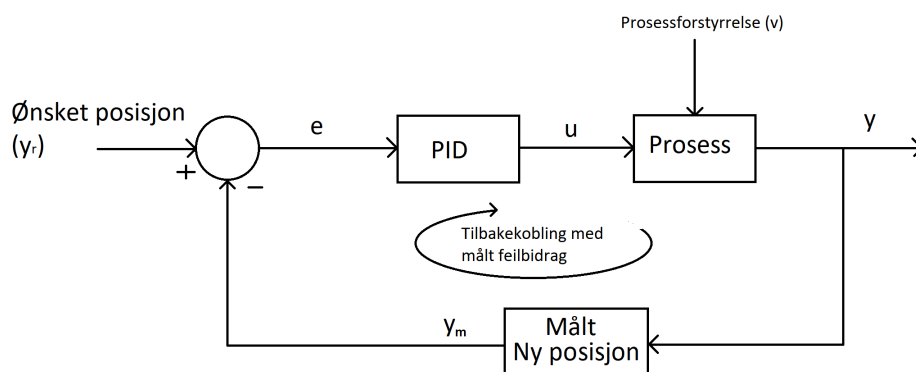 Prosessforstyrrelse (v)
Ønsket posisjon
(yᵣ)
e
PID
u
Prosess
y
+
−
Tilbakekobling med
målt feilbidrag
yₘ
Målt
Ny posisjon